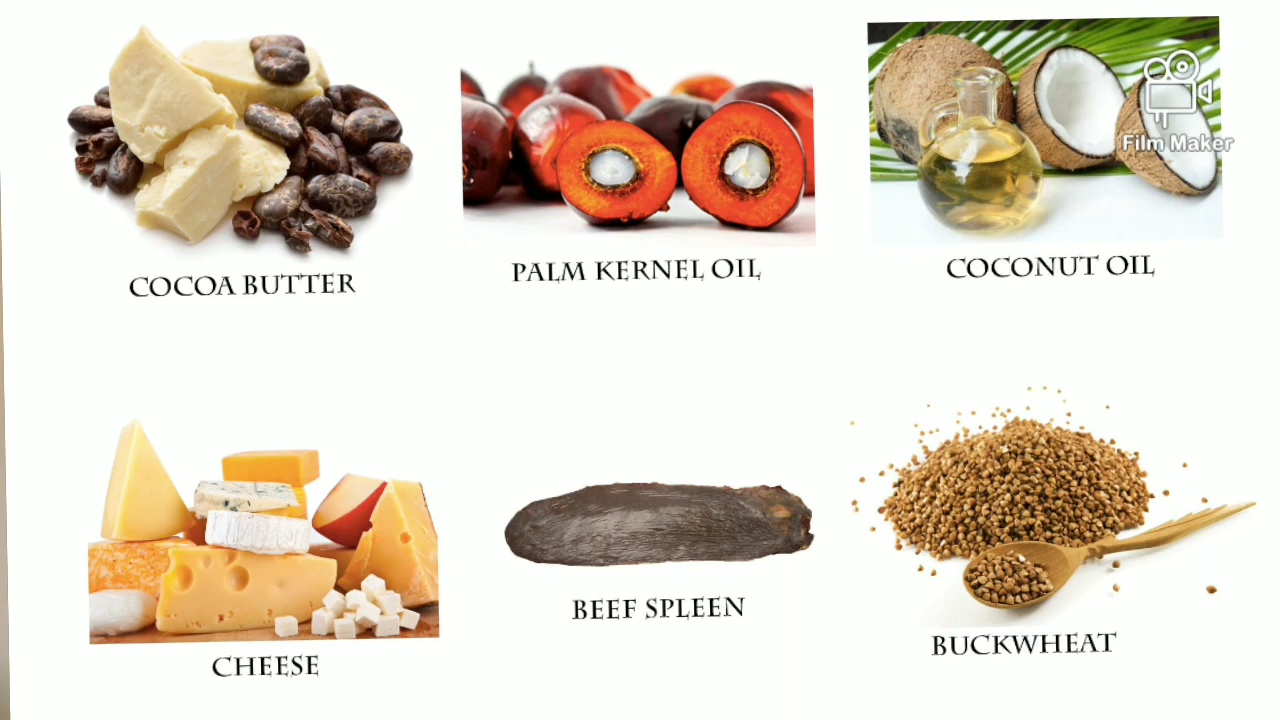 Film Maker
COCOA BUTTER
PALM KERNEL OIL
COCONUT OIL
CHEESE
BEEF SPLEEN
BUCKWHEAT